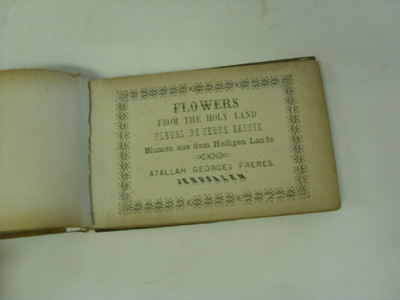 FLOWERS
FROM THE HOLY LAND
FLEURS DE TERRE SAINTE
Blumen aus dem Heiligen Lande
ATALLAH GEORGES FRERES.
JERUSALEM